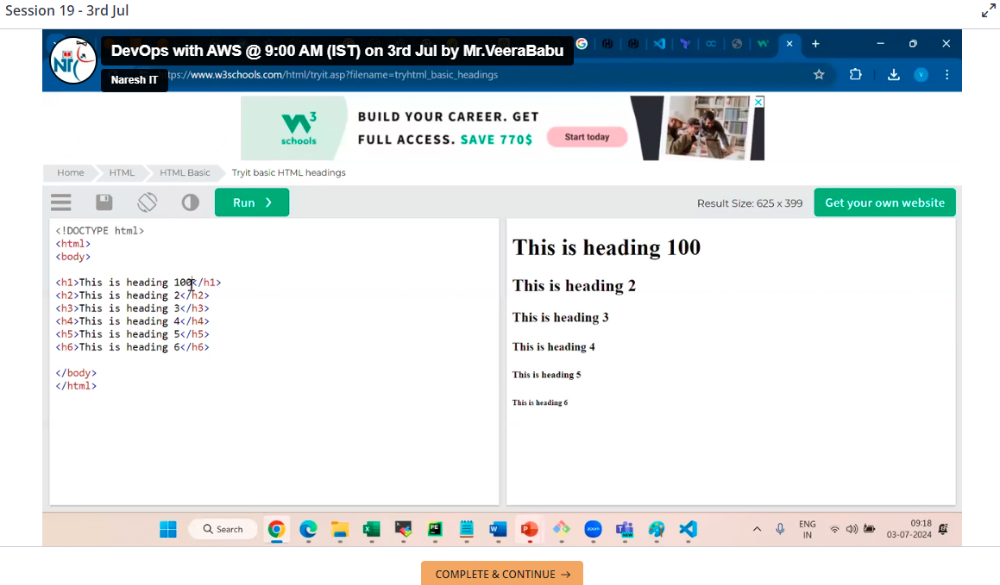 Session 19 - 3rd Jul
DevOps with AWS @ 9:00 AM (IST) on 3rd Jul by Mr.VeeraBabu
Naresh IT
tps://www.w3schools.com/html/tryit.asp?filename=tryhtml_basic_headings
schools
BUILD YOUR CAREER. GET
FULL ACCESS. SAVE 770$
Start today
Home HTML HTML Basic Tryit basic HTML headings
Run ❯
Result Size: 625 x 399
Get your own website
<!DOCTYPE html>
<html>
<body>
<h1>This is heading 100</h1>
<h2>This is heading 2</h2>
<h3>This is heading 3</h3>
<h4>This is heading 4</h4>
<h5>This is heading 5</h5>
<h6>This is heading 6</h6>
</body>
</html>
This is heading 100
This is heading 2
This is heading 3
This is heading 4
This is heading 5
This is heading 6
Search
ENG
IN
09:18
03-07-2024
COMPLETE & CONTINUE →